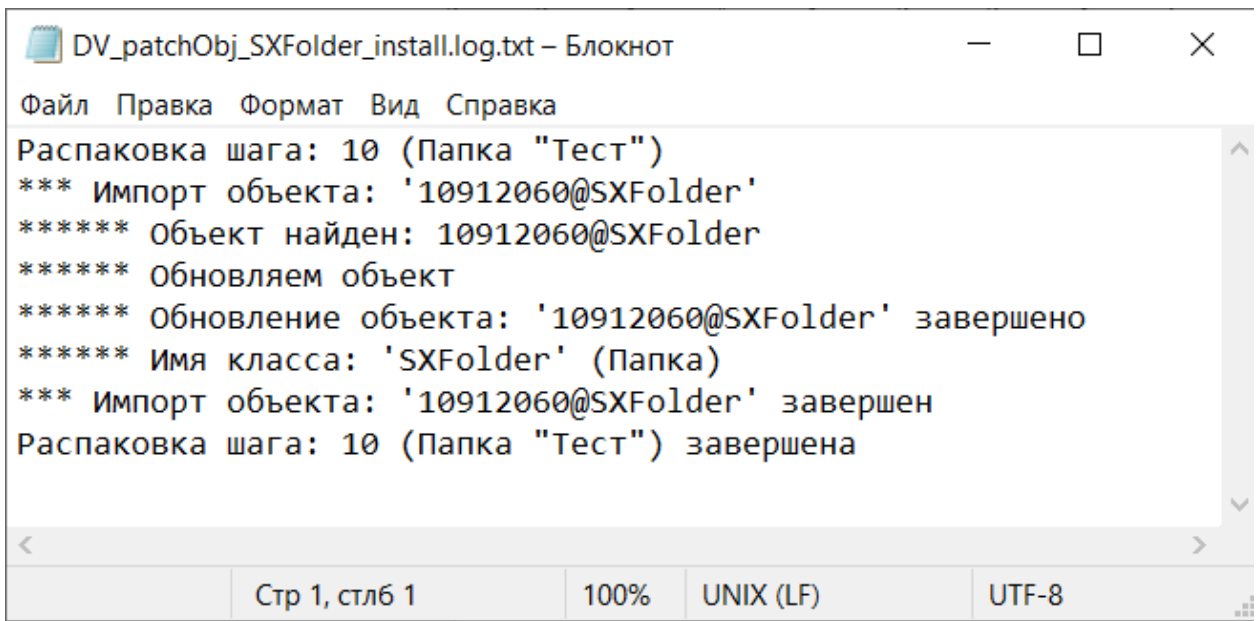 DV_patchObj_SXFolder_install.log.txt – Блокнот
Файл Правка Формат Вид Справка
Распаковка шага: 10 (Папка "Тест")
*** Импорт объекта: '10912060@SXFolder'
****** Объект найден: 10912060@SXFolder
****** Обновляем объект
****** Обновление объекта: '10912060@SXFolder' завершено
****** Имя класса: 'SXFolder' (Папка)
*** Импорт объекта: '10912060@SXFolder' завершен
Распаковка шага: 10 (Папка "Тест") завершена
Стр 1, стлб 1 100% UNIX (LF) UTF-8